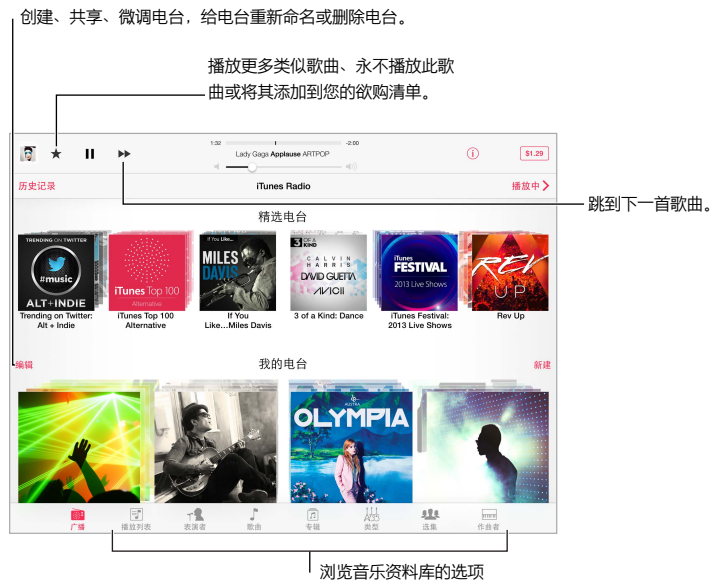 创建、共享、微调电台，给电台重新命名或删除电台。
播放更多类似歌曲、永不播放此歌
曲或将其添加到您的欲购清单。
1:32
-2:00
Lady Gaga Applause ARTPOP
$1.29
历史记录
iTunes Radio
播放中
跳到下一首歌曲。
精选电台
TRENDING ON TWITTER
#music
ALT+INDIE
iTunes Top 100
Alternative
If You Like...
MILES
DAVIS
3 OF A
KIND
CALVIN
HARRIS
DAVID GUETTA
AVICII
iTunes
FESTIVAL
2013 Live Shows
REV
UP
Trending on Twitter:
Alt + Indie
iTunes Top 100
Alternative
If You
Like...Miles Davis
3 of a Kind: Dance
iTunes Festival:
2013 Live Shows
Rev Up
编辑
我的电台
新建
AUSTRA
OLYMPIA
广播
播放列表
表演者
歌曲
专辑
类型
选集
作曲者
浏览音乐资料库的选项